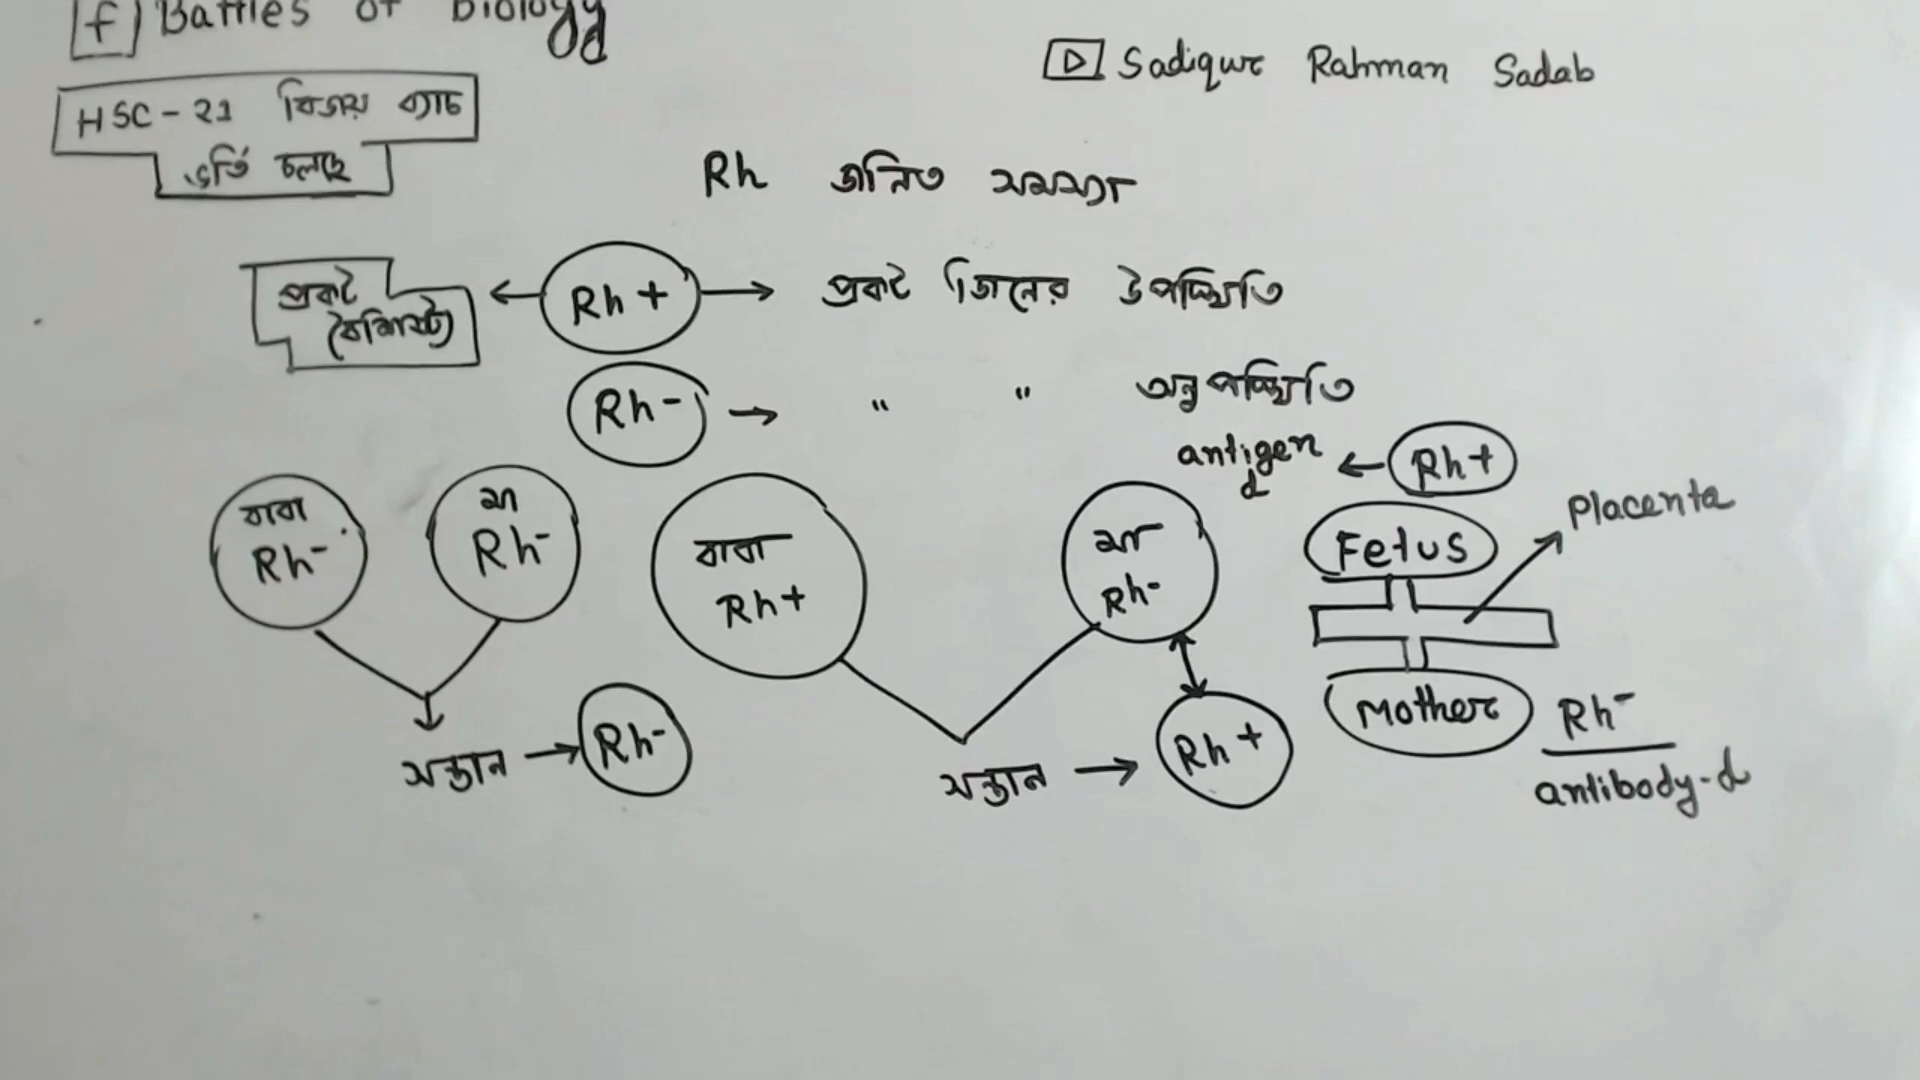 f Battles of Biology
▷ Sadiqur Rahman Sadab
HSC-21 বিজয় ব্যাচ
ভর্তি চলছে
Rh জনিত সমস্যা
প্রকট
বৈশিষ্ট্য
Rh+
প্রকট জিনের উপস্থিতি
Rh-
" " অনুপস্থিতি
antigen
d
Rh+
বাবা
Rh-
মা
Rh-
বাবা
Rh+
মা
Rh-
Fetus
Placenta
Mother
Rh-
antibody-d
সন্তান
Rh-
সন্তান
Rh+